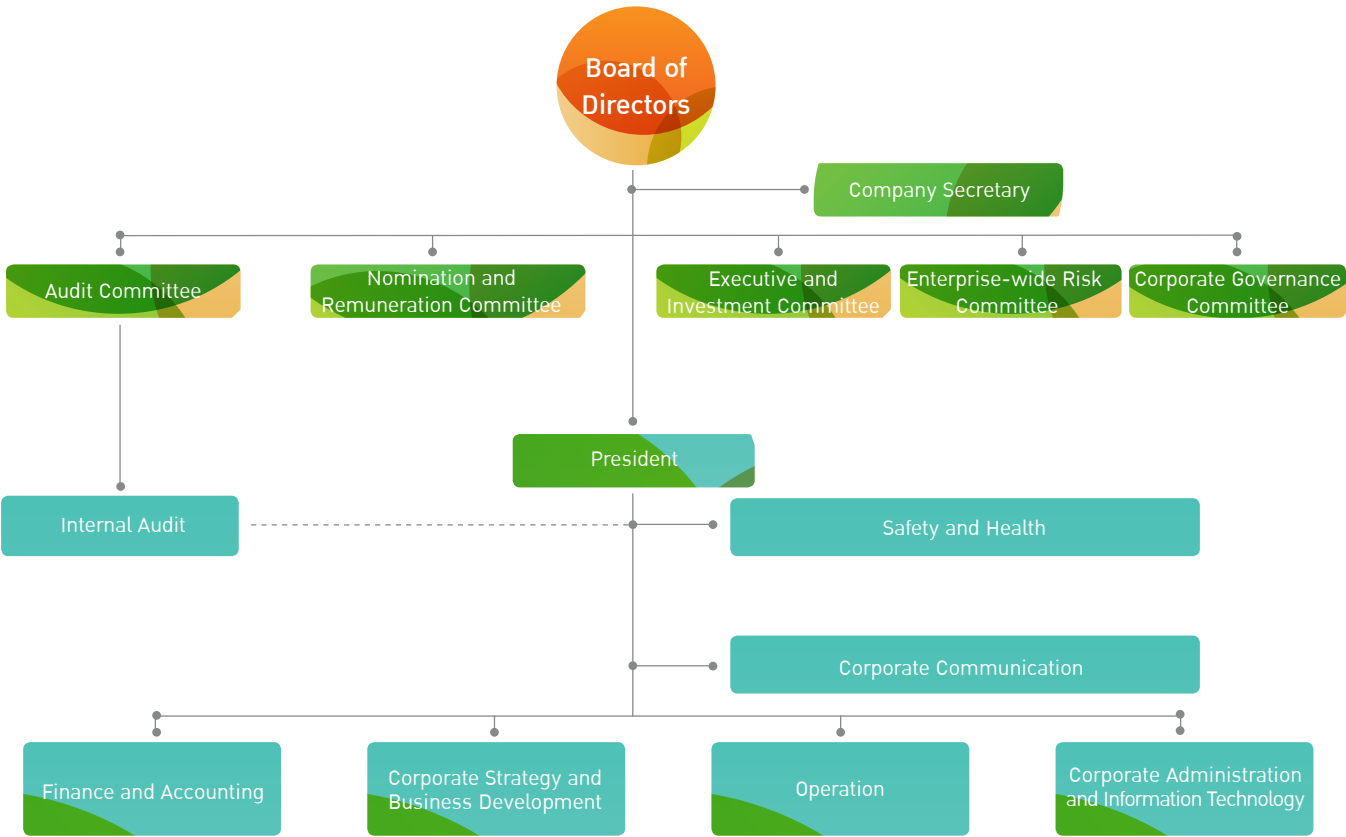 Board of
Directors
Company Secretary
Audit Committee
Nomination and
Remuneration Committee
Executive and
Investment Committee
Enterprise-wide Risk
Committee
Corporate Governance
Committee
President
Internal Audit
Safety and Health
Corporate Communication
Finance and Accounting
Corporate Strategy and
Business Development
Operation
Corporate Administration
and Information Technology